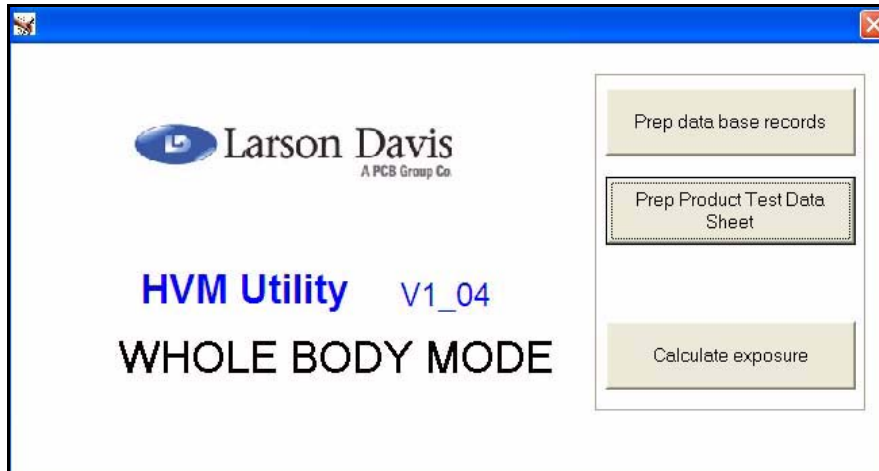 Larson Davis
A PCB Group Co.
HVM Utility V1_04
WHOLE BODY MODE
Prep data base records
Prep Product Test Data
Sheet
Calculate exposure